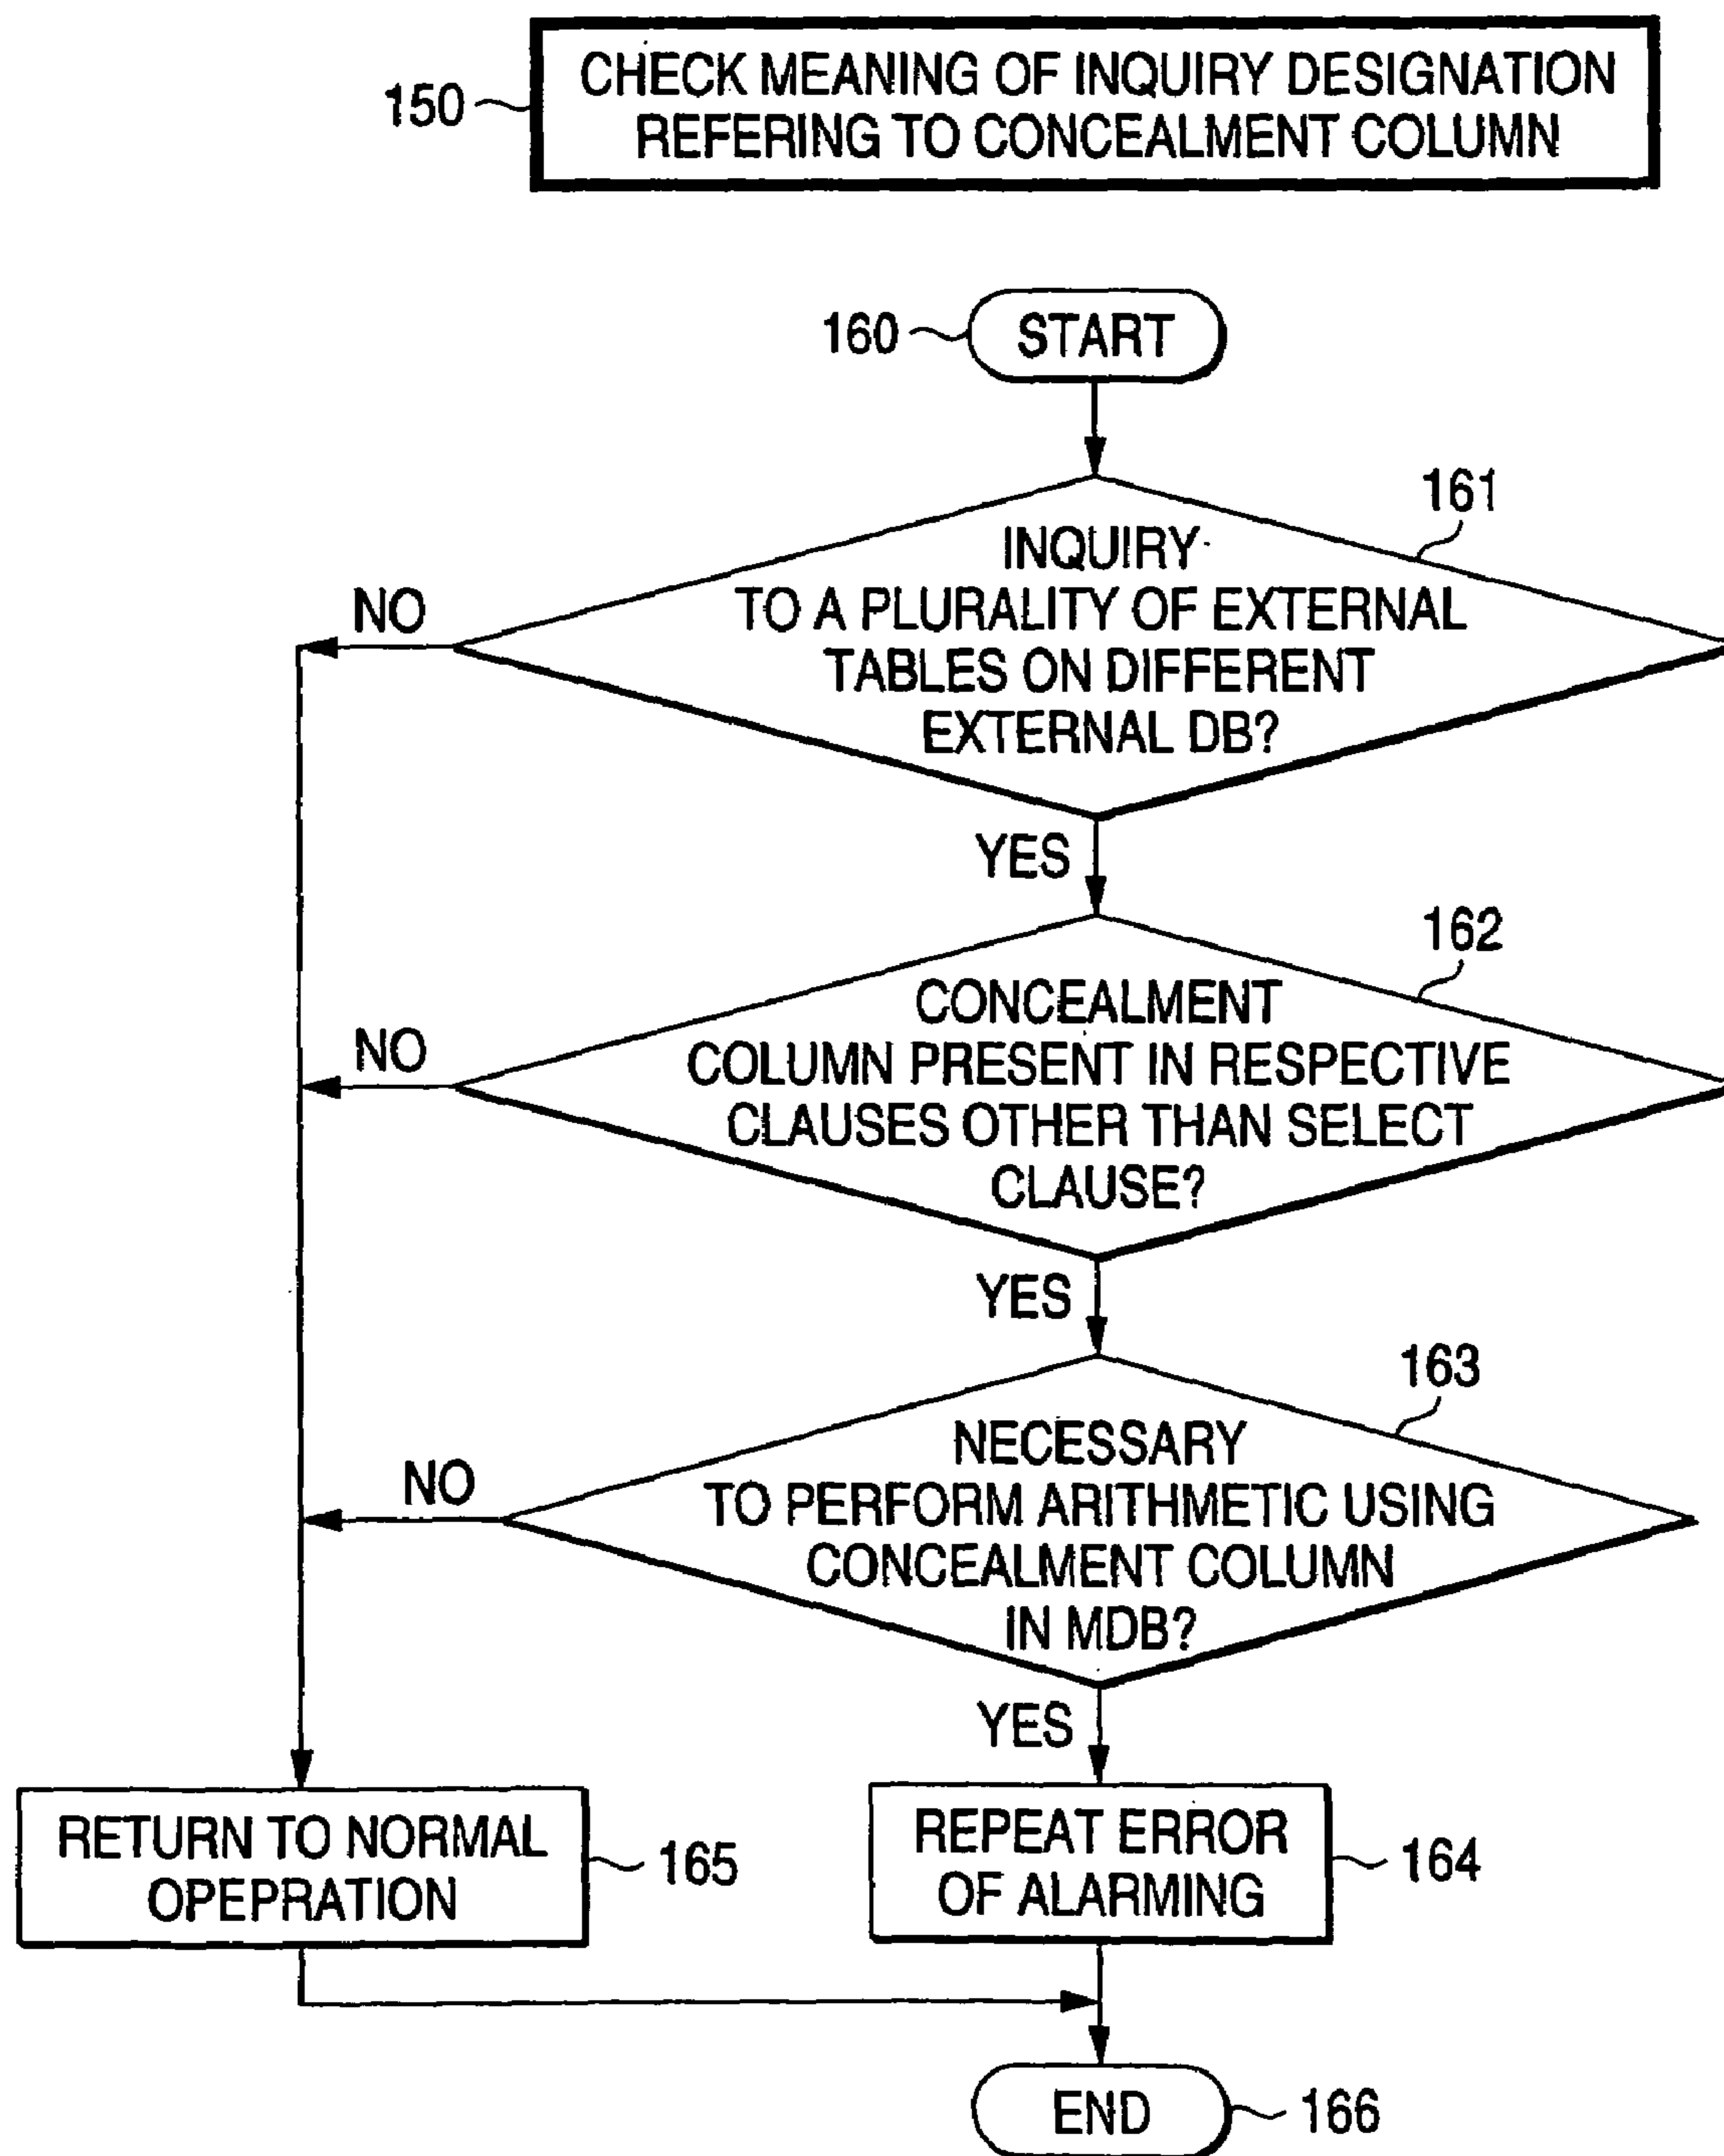 150
CHECK MEANING OF INQUIRY DESIGNATION
REFERING TO CONCEALMENT COLUMN
160
START
161
INQUIRY
TO A PLURALITY OF EXTERNAL
TABLES ON DIFFERENT
EXTERNAL DB?
NO
YES
162
CONCEALMENT
COLUMN PRESENT IN RESPECTIVE
CLAUSES OTHER THAN SELECT
CLAUSE?
NO
YES
163
NECESSARY
TO PERFORM ARITHMETIC USING
CONCEALMENT COLUMN
IN MDB?
NO
YES
RETURN TO NORMAL
OPEPRATION
165
REPEAT ERROR
OF ALARMING
164
END
166